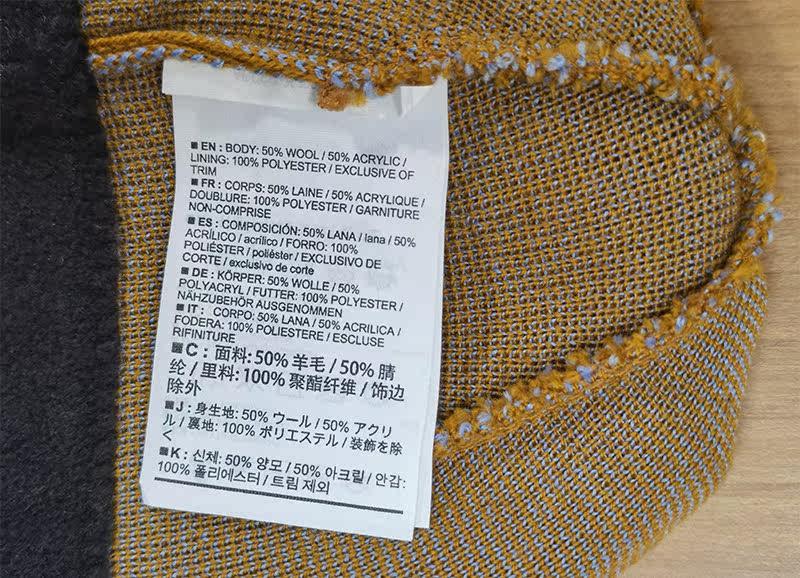 ■ EN : BODY: 50% WOOL / 50% ACRYLIC /
LINING: 100% POLYESTER / EXCLUSIVE OF
TRIM
■ FR : CORPS: 50% LAINE / 50% ACRYLIQUE /
DOUBLURE: 100% POLYESTER / GARNITURE
NON-COMPRISE
■ ES : COMPOSICIÓN: 50% LANA / lana / 50%
ACRÍLICO / acrílico / FORRO: 100%
POLIÉSTER / poliéster / EXCLUSIVO DE
CORTE / exclusivo de corte
■ DE : KÖRPER: 50% WOLLE / 50%
POLYACRYL / FUTTER: 100% POLYESTER /
NÄHZUBEHÖR AUSGENOMMEN
■ IT : CORPO: 50% LANA / 50% ACRILICA /
FODERA: 100% POLIESTERE / ESCLUSE
RIFINITURE
■ C : 面料: 50% 羊毛 / 50% 腈
纶 / 里料: 100% 聚酯纤维 / 饰边
除外
■ J : 身生地: 50% ウール / 50% アクリ
ル / 裏地: 100% ポリエステル / 装飾を除
く
■ K : 신체: 50% 양모 / 50% 아크릴 / 안감:
100% 폴리에스터 / 트림 제외